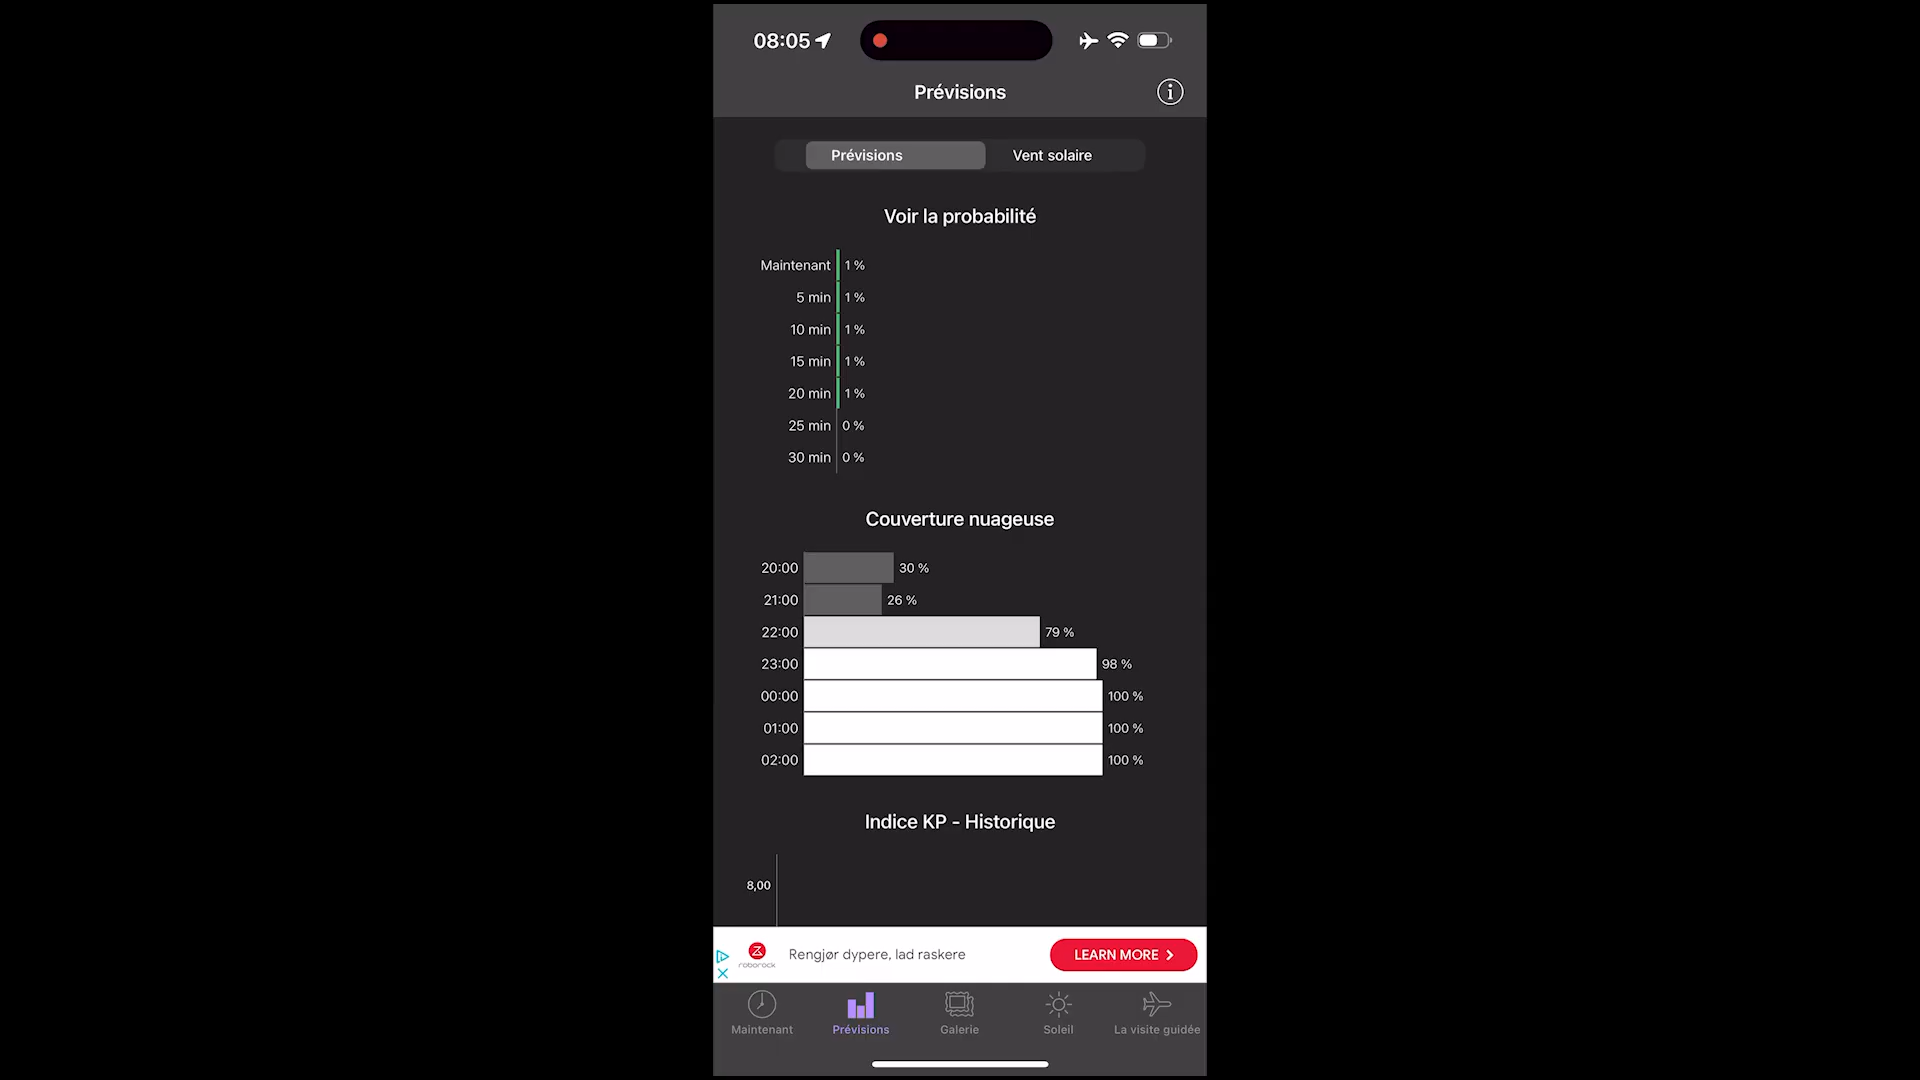 08:05
Prévisions
Prévisions Vent solaire
Voir la probabilité
Maintenant 1 %
5 min 1 %
10 min 1 %
15 min 1 %
20 min 1 %
25 min 0 %
30 min 0 %
Couverture nuageuse
20:00 30 %
21:00 26 %
22:00 79 %
23:00 98 %
00:00 100 %
01:00 100 %
02:00 100 %
Indice KP - Historique
8,00
roborock Rengjør dypere, lad raskere LEARN MORE
Maintenant Prévisions Galerie Soleil La visite guidée